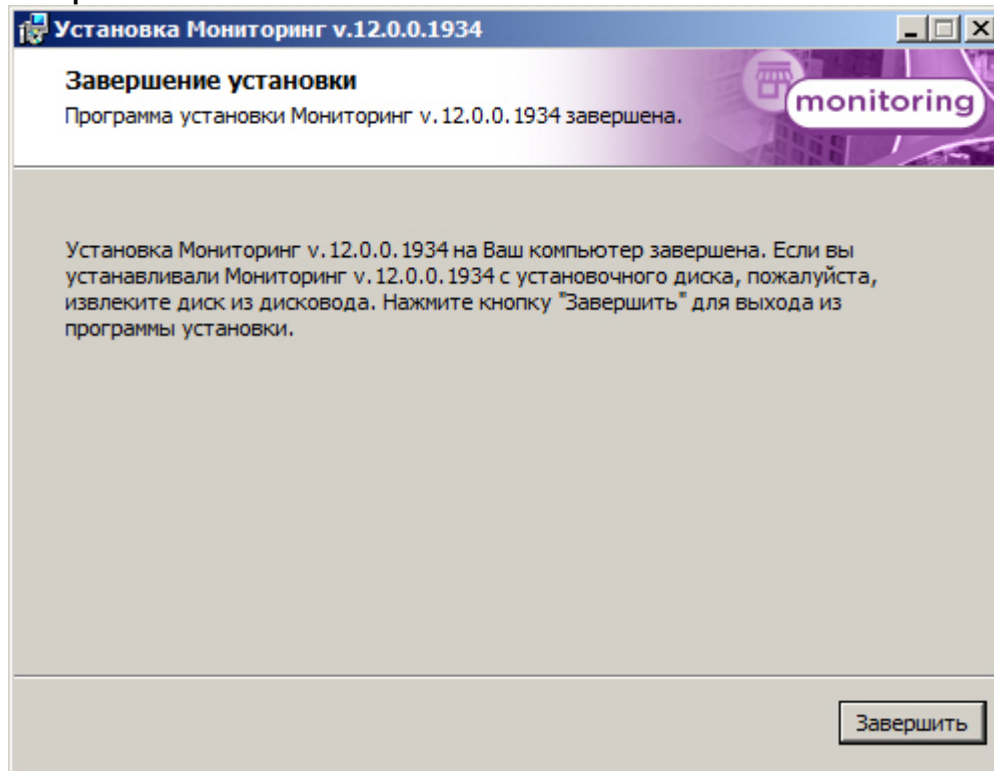 Установка Мониторинг v.12.0.0.1934
Завершение установки
Программа установки Мониторинг v.12.0.0.1934 завершена.
monitoring
Установка Мониторинг v.12.0.0.1934 на Ваш компьютер завершена. Если вы
устанавливали Мониторинг v.12.0.0.1934 с установочного диска, пожалуйста,
извлеките диск из дисковода. Нажмите кнопку "Завершить" для выхода из
программы установки.
Завершить